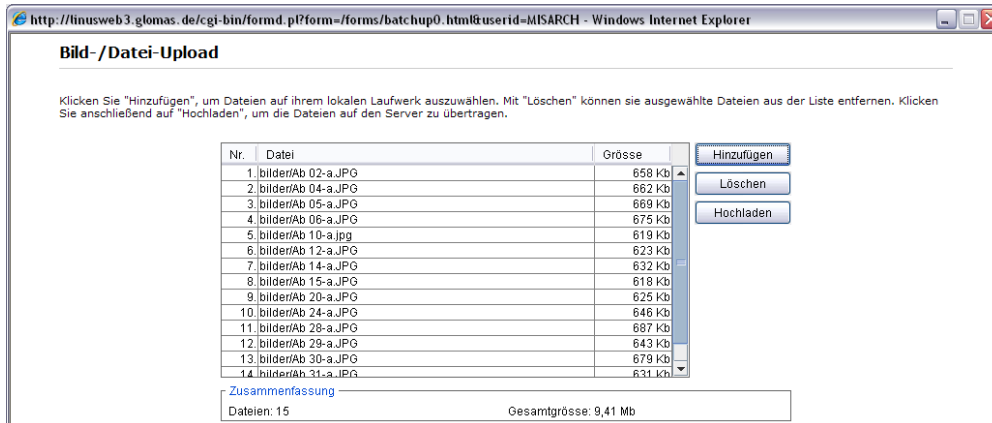 http://linusweb3.glomas.de/cgi-bin/formd.pl?form=/forms/batchup0.html&userid=MISARCH - Windows Internet Explorer
Bild-/Datei-Upload
Klicken Sie "Hinzufügen", um Dateien auf ihrem lokalen Laufwerk auszuwählen. Mit "Löschen" können sie ausgewählte Dateien aus der Liste entfernen. Klicken
Sie anschließend auf "Hochladen", um die Dateien auf den Server zu übertragen.
Nr. Datei Grösse Hinzufügen
1. bilder/Ab 02-a.JPG 658 Kb
2. bilder/Ab 04-a.JPG 662 Kb Löschen
3. bilder/Ab 05-a.JPG 669 Kb
4. bilder/Ab 06-a.JPG 675 Kb Hochladen
5. bilder/Ab 10-a.jpg 619 Kb
6. bilder/Ab 12-a.JPG 623 Kb
7. bilder/Ab 14-a.JPG 632 Kb
8. bilder/Ab 15-a.JPG 618 Kb
9. bilder/Ab 20-a.JPG 625 Kb
10. bilder/Ab 24-a.JPG 646 Kb
11. bilder/Ab 28-a.JPG 687 Kb
12. bilder/Ab 29-a.JPG 643 Kb
13. bilder/Ab 30-a.JPG 679 Kb
14. bilder/Ab 31-a.JPG 631 Kb
Zusammenfassung
Dateien: 15 Gesamtgrösse: 9,41 Mb